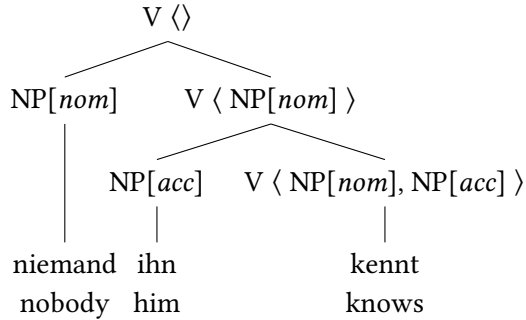 V ⟨⟩
NP[nom] V ⟨ NP[nom] ⟩
NP[acc] V ⟨ NP[nom], NP[acc] ⟩
niemand ihn kennt
nobody him knows